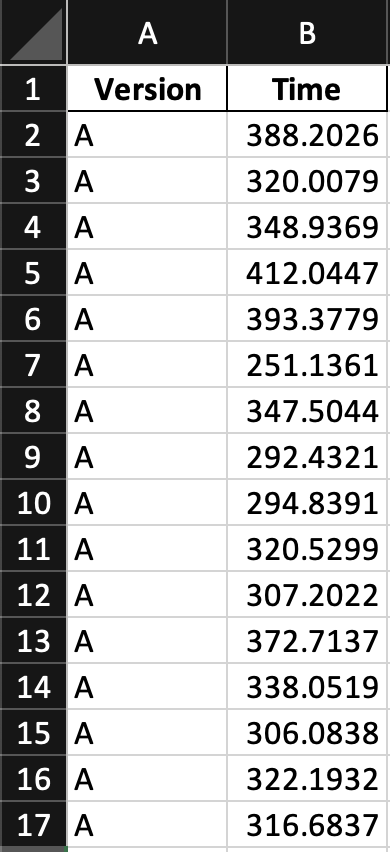 A B
1 Version Time
2 A 388.2026
3 A 320.0079
4 A 348.9369
5 A 412.0447
6 A 393.3779
7 A 251.1361
8 A 347.5044
9 A 292.4321
10 A 294.8391
11 A 320.5299
12 A 307.2022
13 A 372.7137
14 A 338.0519
15 A 306.0838
16 A 322.1932
17 A 316.6837